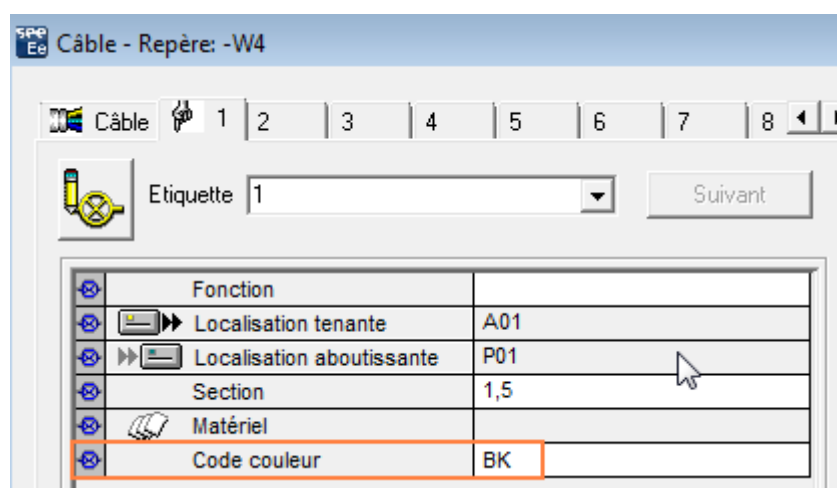 see Ee Câble - Repère: -W4
Câble 1 2 3 4 5 6 7 8
Etiquette 1 Suivant
Fonction
Localisation tenante A01
Localisation aboutissante P01
Section 1,5
Matériel
Code couleur BK